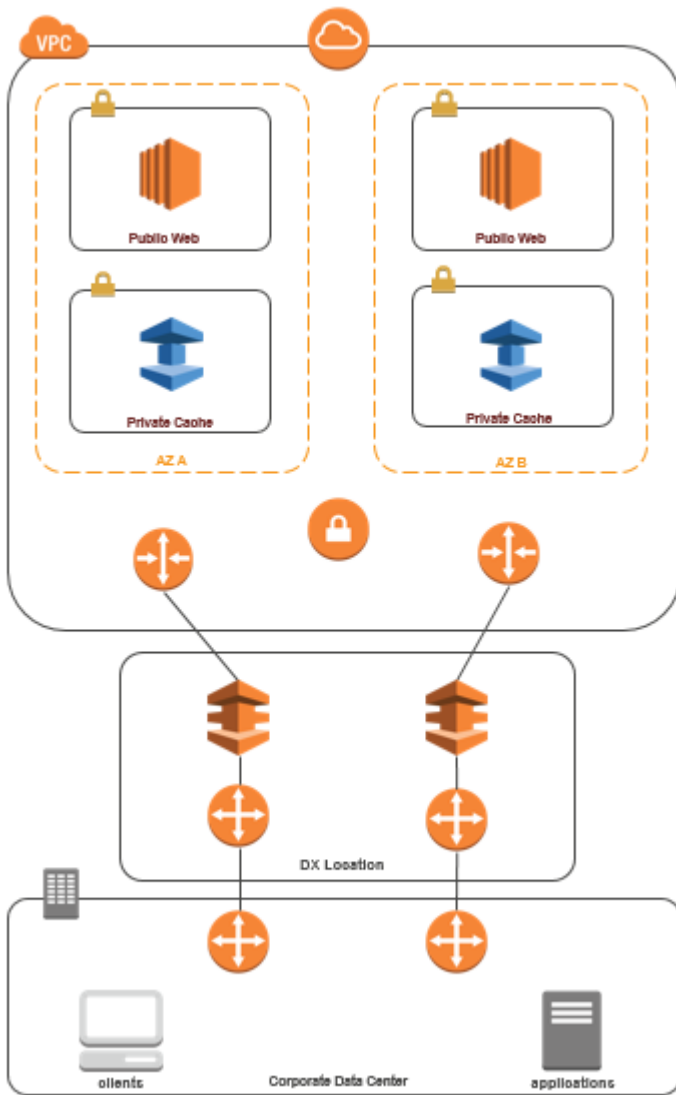 VPC
Public Web
Public Web
Private Cache
Private Cache
AZ A
AZ B
DX Location
clients
Corporate Data Center
applications